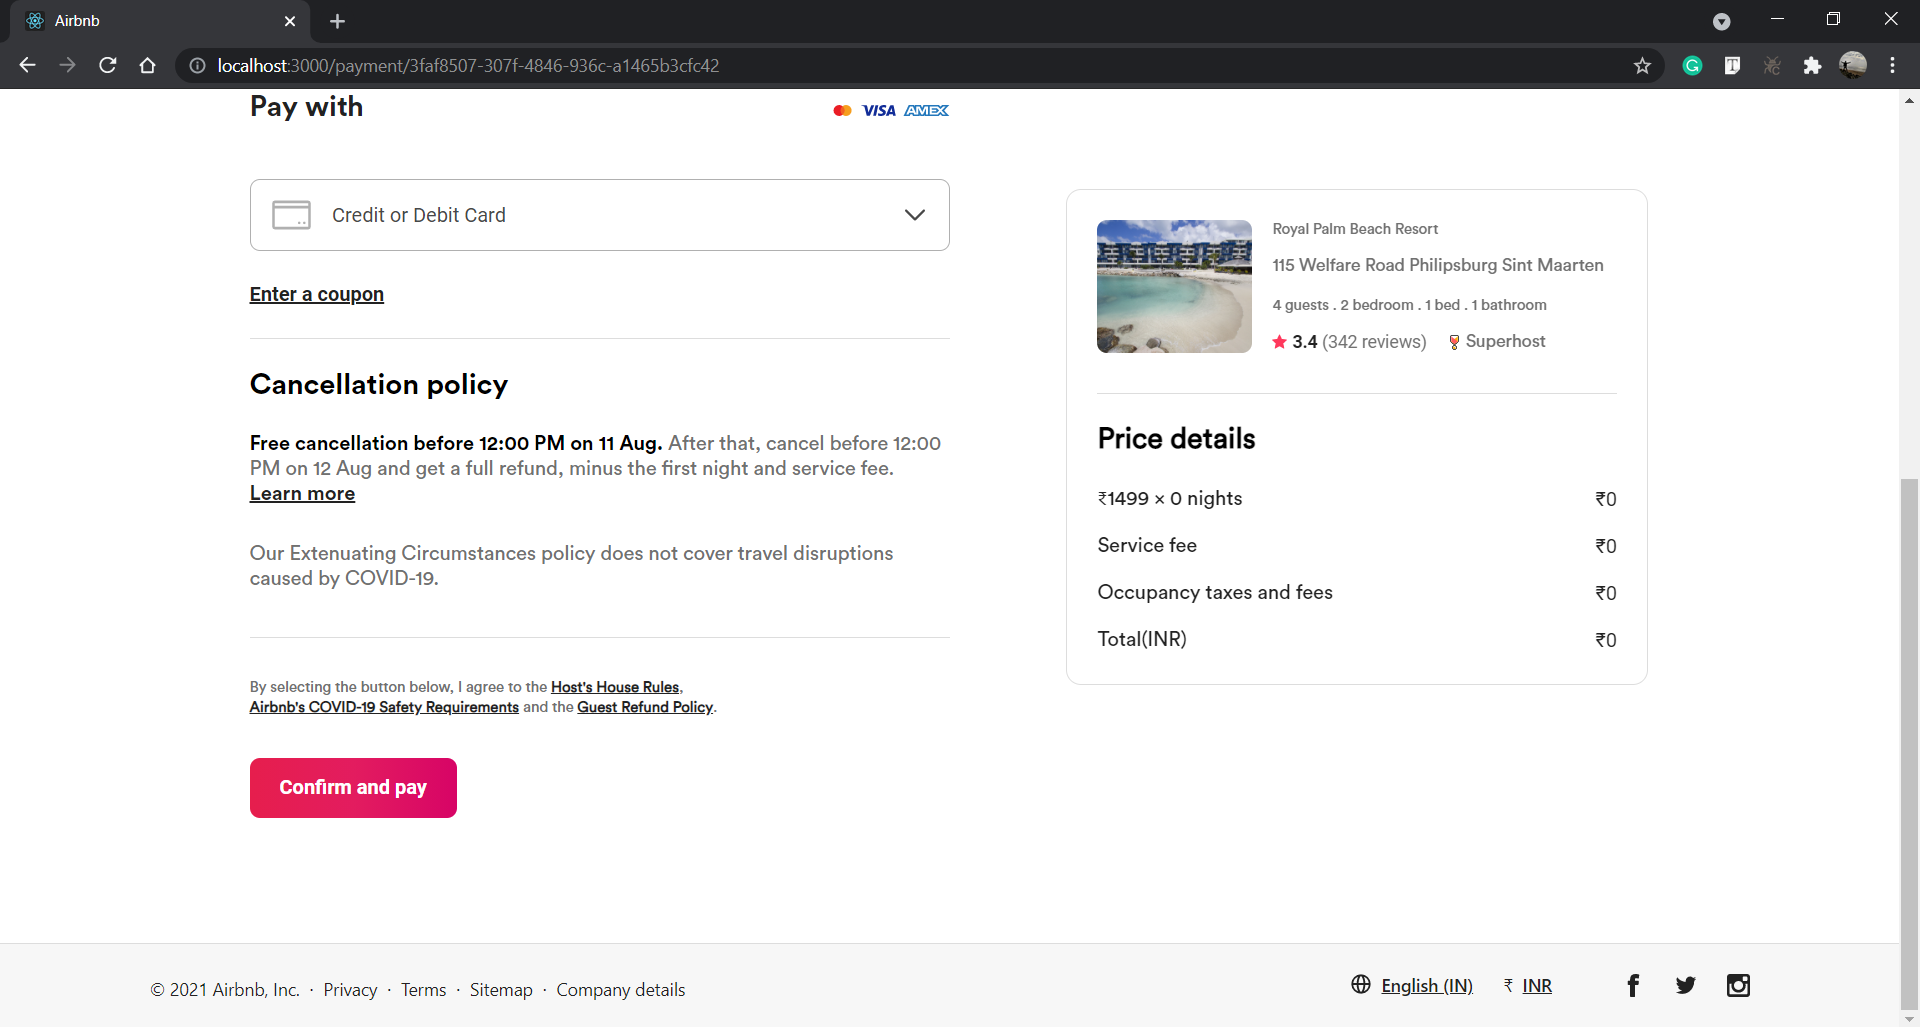 Airbnb
localhost:3000/payment/3faf8507-307f-4846-936c-a1465b3cfc42
Pay with
VISA AMEX
Credit or Debit Card
Enter a coupon
Cancellation policy
Free cancellation before 12:00 PM on 11 Aug. After that, cancel before 12:00
PM on 12 Aug and get a full refund, minus the first night and service fee.
Learn more
Our Extenuating Circumstances policy does not cover travel disruptions
caused by COVID-19.
By selecting the button below, I agree to the Host's House Rules,
Airbnb's COVID-19 Safety Requirements and the Guest Refund Policy.
Confirm and pay
Royal Palm Beach Resort
115 Welfare Road Philipsburg Sint Maarten
4 guests . 2 bedroom . 1 bed . 1 bathroom
3.4 (342 reviews) Superhost
Price details
₹1499 × 0 nights ₹0
Service fee ₹0
Occupancy taxes and fees ₹0
Total(INR) ₹0
© 2021 Airbnb, Inc. · Privacy · Terms · Sitemap · Company details
English (IN) ₹ INR